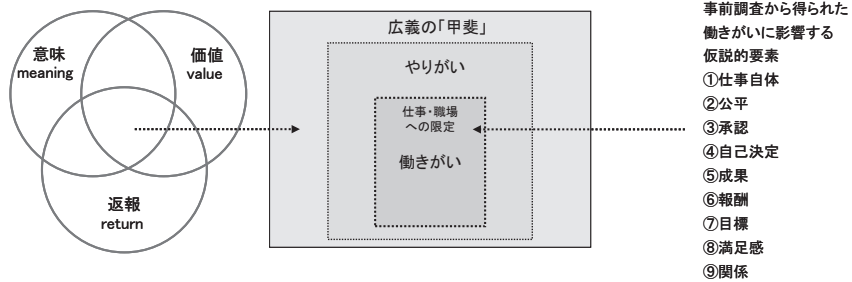 意味
meaning
価値
value
返報
return
広義の「甲斐」
やりがい
仕事・職場
への限定
働きがい
事前調査から得られた
働きがいに影響する
仮説的要素
①仕事自体
②公平
③承認
④自己決定
⑤成果
⑥報酬
⑦目標
⑧満足感
⑨関係